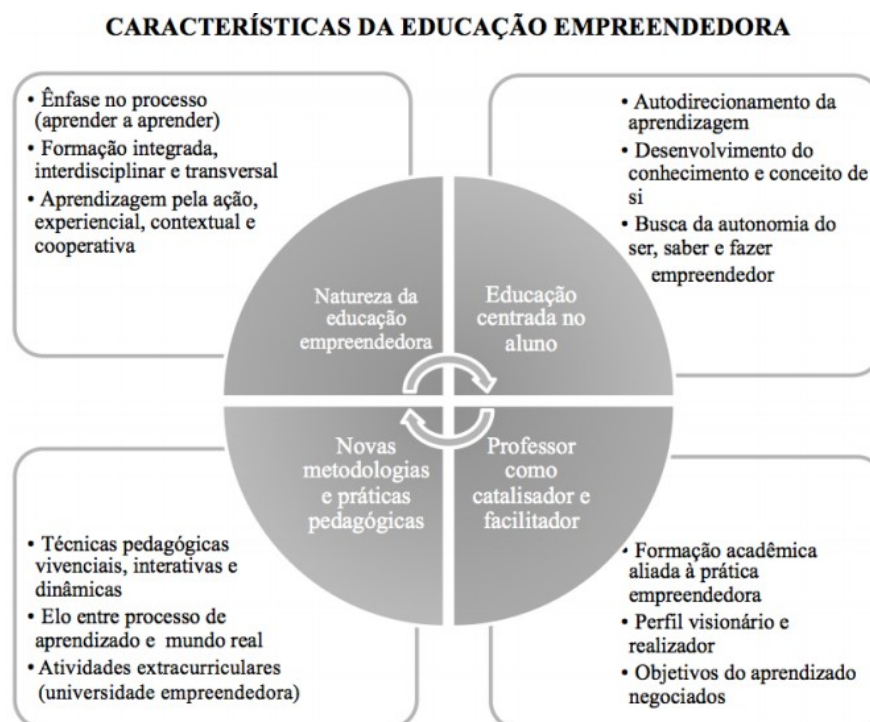 CARACTERÍSTICAS DA EDUCAÇÃO EMPREENDEDORA
• Ênfase no processo
(aprender a aprender)
• Formação integrada,
interdisciplinar e transversal
• Aprendizagem pela ação,
experiencial, contextual e
cooperativa
• Autodirecionamento da
aprendizagem
• Desenvolvimento do
conhecimento e conceito de
si
• Busca da autonomia do
ser, saber e fazer
empreendedor
Natureza da
educação
empreendedora
Educação
centrada no
aluno
Novas
metodologias
e práticas
pedagógicas
Professor
como
catalisador e
facilitador
• Técnicas pedagógicas
vivenciais, interativas e
dinâmicas
• Elo entre processo de
aprendizado e mundo real
• Atividades extracurriculares
(universidade empreendedora)
• Formação acadêmica
aliada à prática
empreendedora
• Perfil visionário e
realizador
• Objetivos do aprendizado
negociados